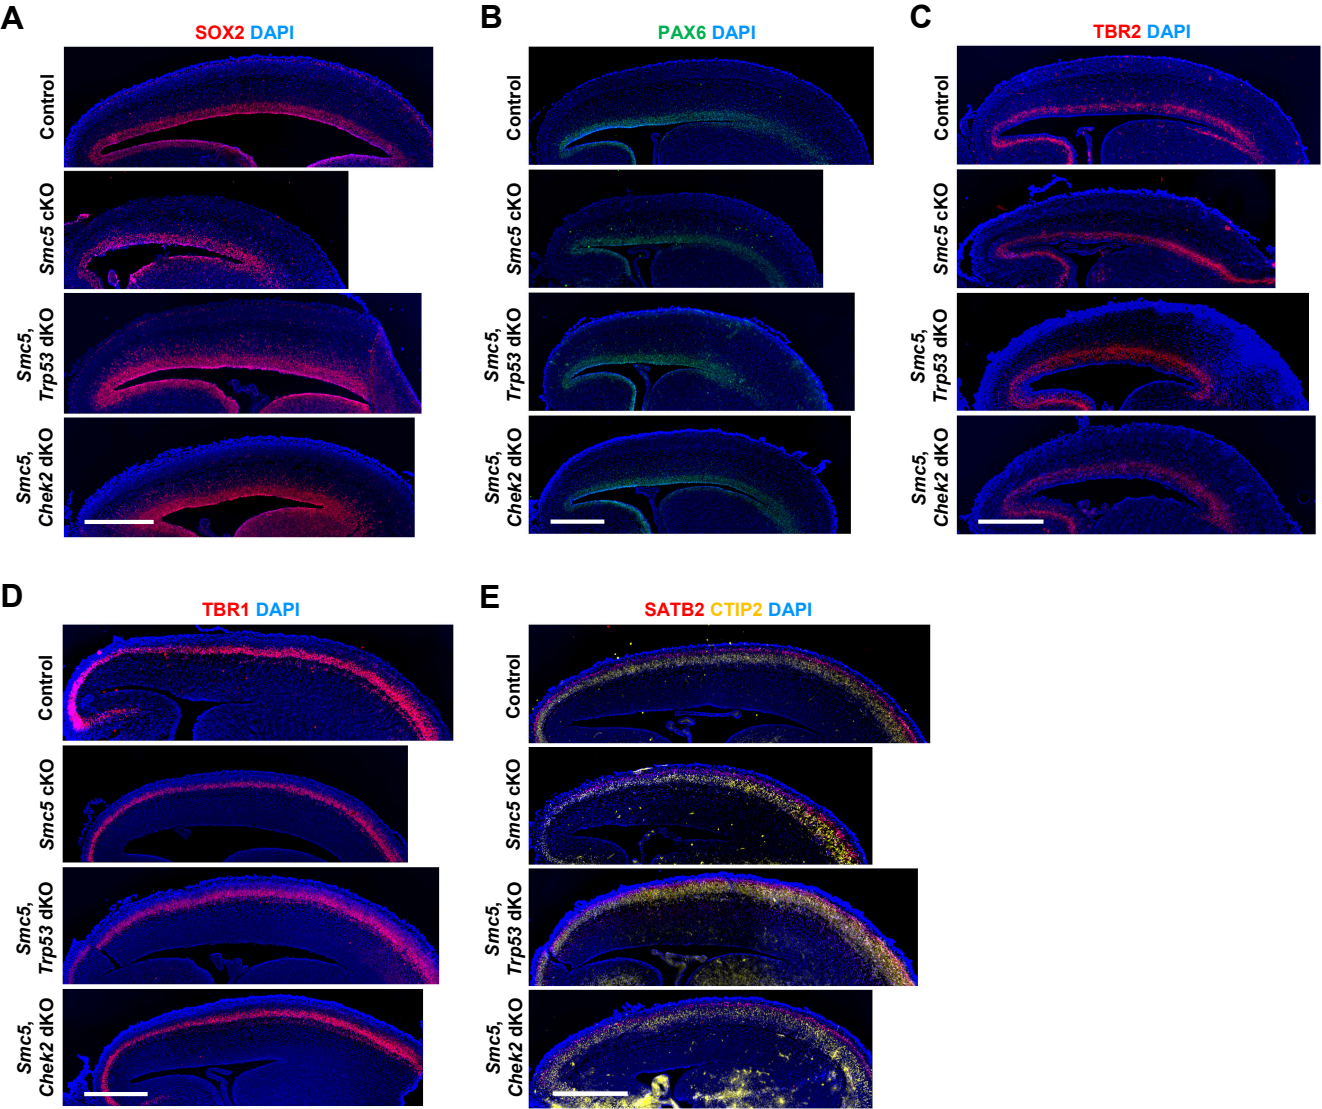 A
SOX2 DAPI
Control
Smc5 cKO
Smc5,
Trp53 dKO
Smc5,
Chek2 dKO
B
PAX6 DAPI
Control
Smc5 cKO
Smc5,
Trp53 dKO
Smc5,
Chek2 dKO
C
TBR2 DAPI
Control
Smc5 cKO
Smc5,
Trp53 dKO
Smc5,
Chek2 dKO
D
TBR1 DAPI
Control
Smc5 cKO
Smc5,
Trp53 dKO
Smc5,
Chek2 dKO
E
SATB2 CTIP2 DAPI
Control
Smc5 cKO
Smc5,
Trp53 dKO
Smc5,
Chek2 dKO